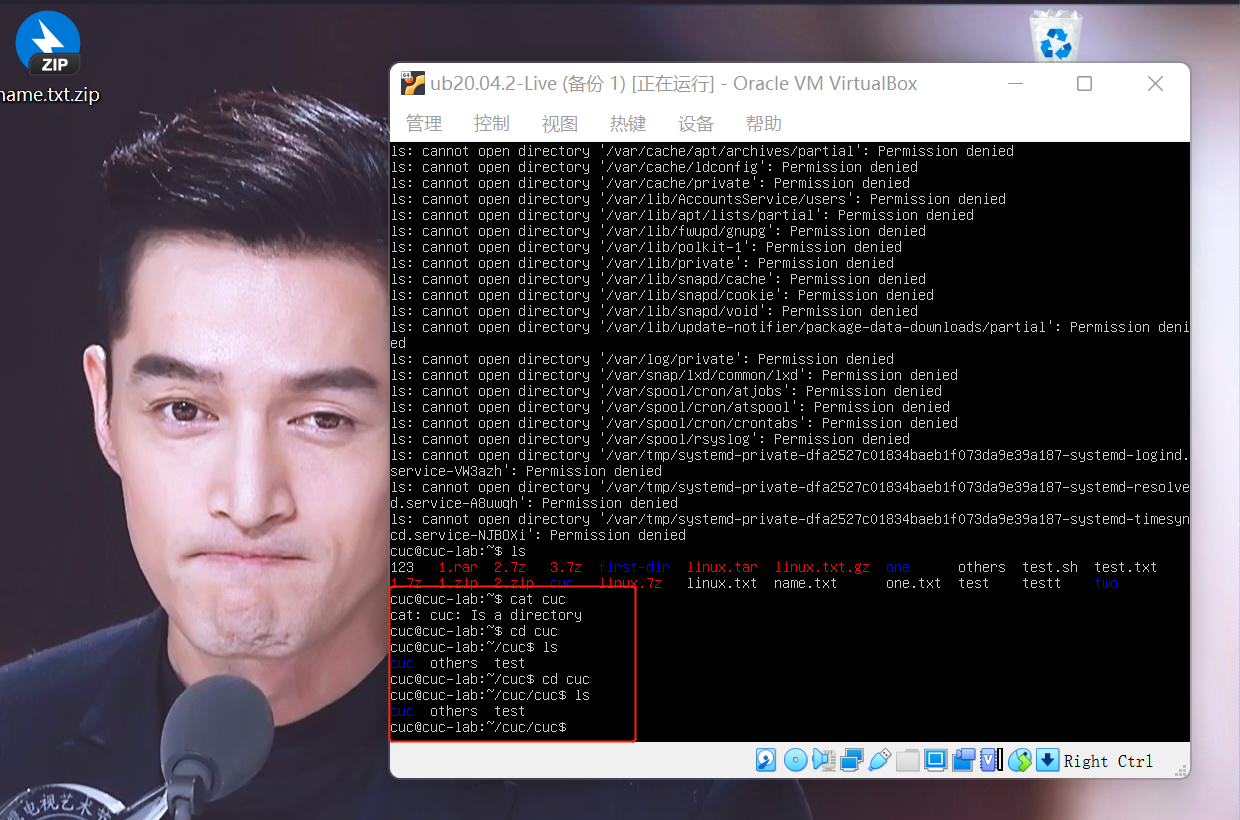 ZIP
name.txt.zip
ub20.04.2-Live (备份 1) [正在运行] - Oracle VM VirtualBox
管理 控制 视图 热键 设备 帮助
ls: cannot open directory '/var/cache/apt/archives/partial': Permission denied
ls: cannot open directory '/var/cache/ldconfig': Permission denied
ls: cannot open directory '/var/cache/private': Permission denied
ls: cannot open directory '/var/lib/AccountsService/users': Permission denied
ls: cannot open directory '/var/lib/apt/lists/partial': Permission denied
ls: cannot open directory '/var/lib/fwupd/gnupg': Permission denied
ls: cannot open directory '/var/lib/polkit-1': Permission denied
ls: cannot open directory '/var/lib/private': Permission denied
ls: cannot open directory '/var/lib/snapd/cache': Permission denied
ls: cannot open directory '/var/lib/snapd/cookie': Permission denied
ls: cannot open directory '/var/lib/snapd/void': Permission denied
ls: cannot open directory '/var/lib/update-notifier/package-data-downloads/partial': Permission deni
ed
ls: cannot open directory '/var/log/private': Permission denied
ls: cannot open directory '/var/snap/lxd/common/lxd': Permission denied
ls: cannot open directory '/var/spool/cron/atjobs': Permission denied
ls: cannot open directory '/var/spool/cron/atspool': Permission denied
ls: cannot open directory '/var/spool/cron/crontabs': Permission denied
ls: cannot open directory '/var/spool/rsyslog': Permission denied
ls: cannot open directory '/var/tmp/systemd-private-dfa2527c01834baeb1f073da9e39a187-systemd-logind.
service-VW3azh': Permission denied
ls: cannot open directory '/var/tmp/systemd-private-dfa2527c01834baeb1f073da9e39a187-systemd-resolve
d.service-A8uwqh': Permission denied
ls: cannot open directory '/var/tmp/systemd-private-dfa2527c01834baeb1f073da9e39a187-systemd-timesyn
cd.service-NJBOXi': Permission denied
cuc@cuc-lab:~$ ls
123 1.rar 2.7z 3.7z first-dir linux.tar linux.txt.gz one others test.sh test.txt
1.7z 1.zip 2.zip cuc linux.7z linux.txt name.txt one.txt test testt two
cuc@cuc-lab:~$ cat cuc
cat: cuc: Is a directory
cuc@cuc-lab:~$ cd cuc
cuc@cuc-lab:~/cuc$ ls
cuc others test
cuc@cuc-lab:~/cuc$ cd cuc
cuc@cuc-lab:~/cuc/cuc$ ls
cuc others test
cuc@cuc-lab:~/cuc/cuc$
Right Ctrl
电视艺术